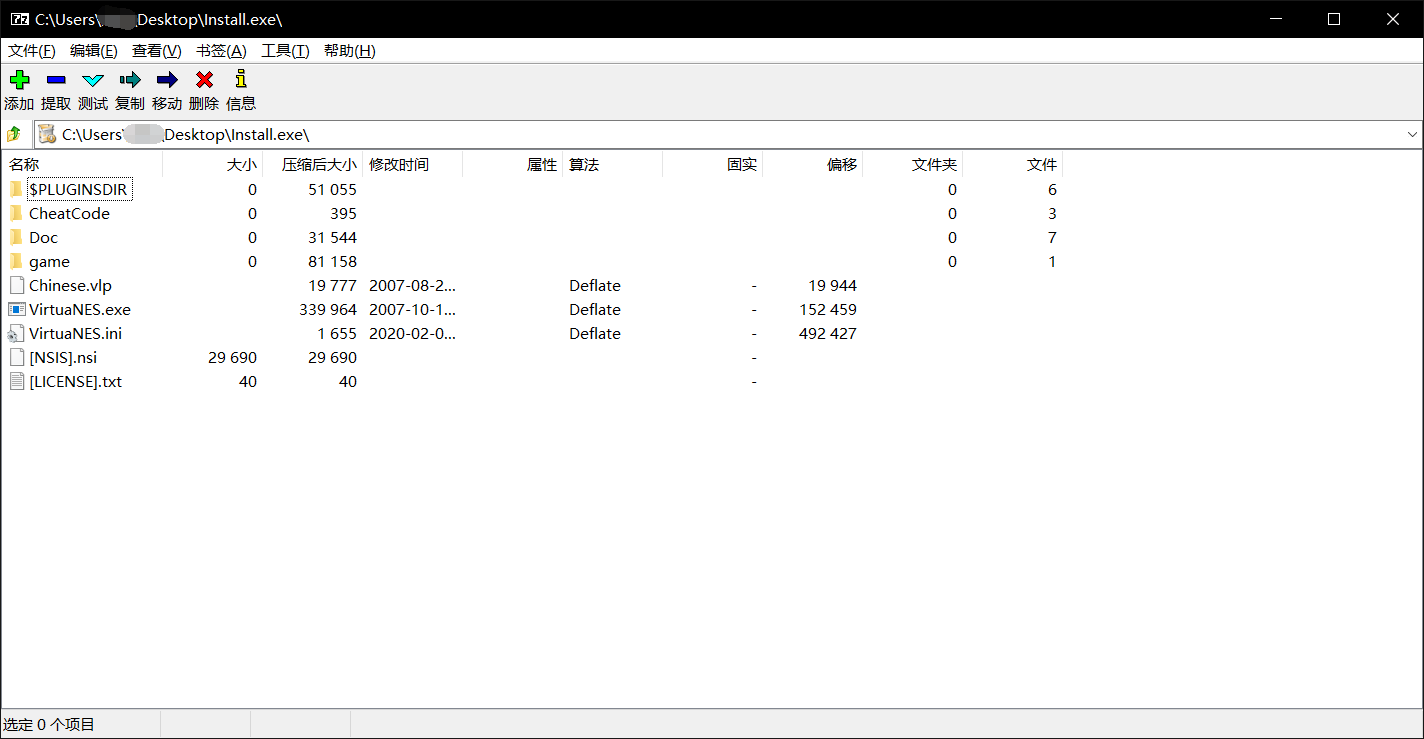 C:\Users\ \Desktop\Install.exe\
文件(F) 编辑(E) 查看(V) 书签(A) 工具(T) 帮助(H)
添加 提取 测试 复制 移动 删除 信息
C:\Users\ \Desktop\Install.exe\
名称 大小 压缩后大小 修改时间 属性 算法 固实 偏移 文件夹 文件
$PLUGINSDIR 0 51 055 0 6
CheatCode 0 395 0 3
Doc 0 31 544 0 7
game 0 81 158 0 1
Chinese.vlp 19 777 2007-08-2... Deflate - 19 944
VirtuaNES.exe 339 964 2007-10-1... Deflate - 152 459
VirtuaNES.ini 1 655 2020-02-0... Deflate - 492 427
[NSIS].nsi 29 690 29 690 -
[LICENSE].txt 40 40 -
选定 0 个项目